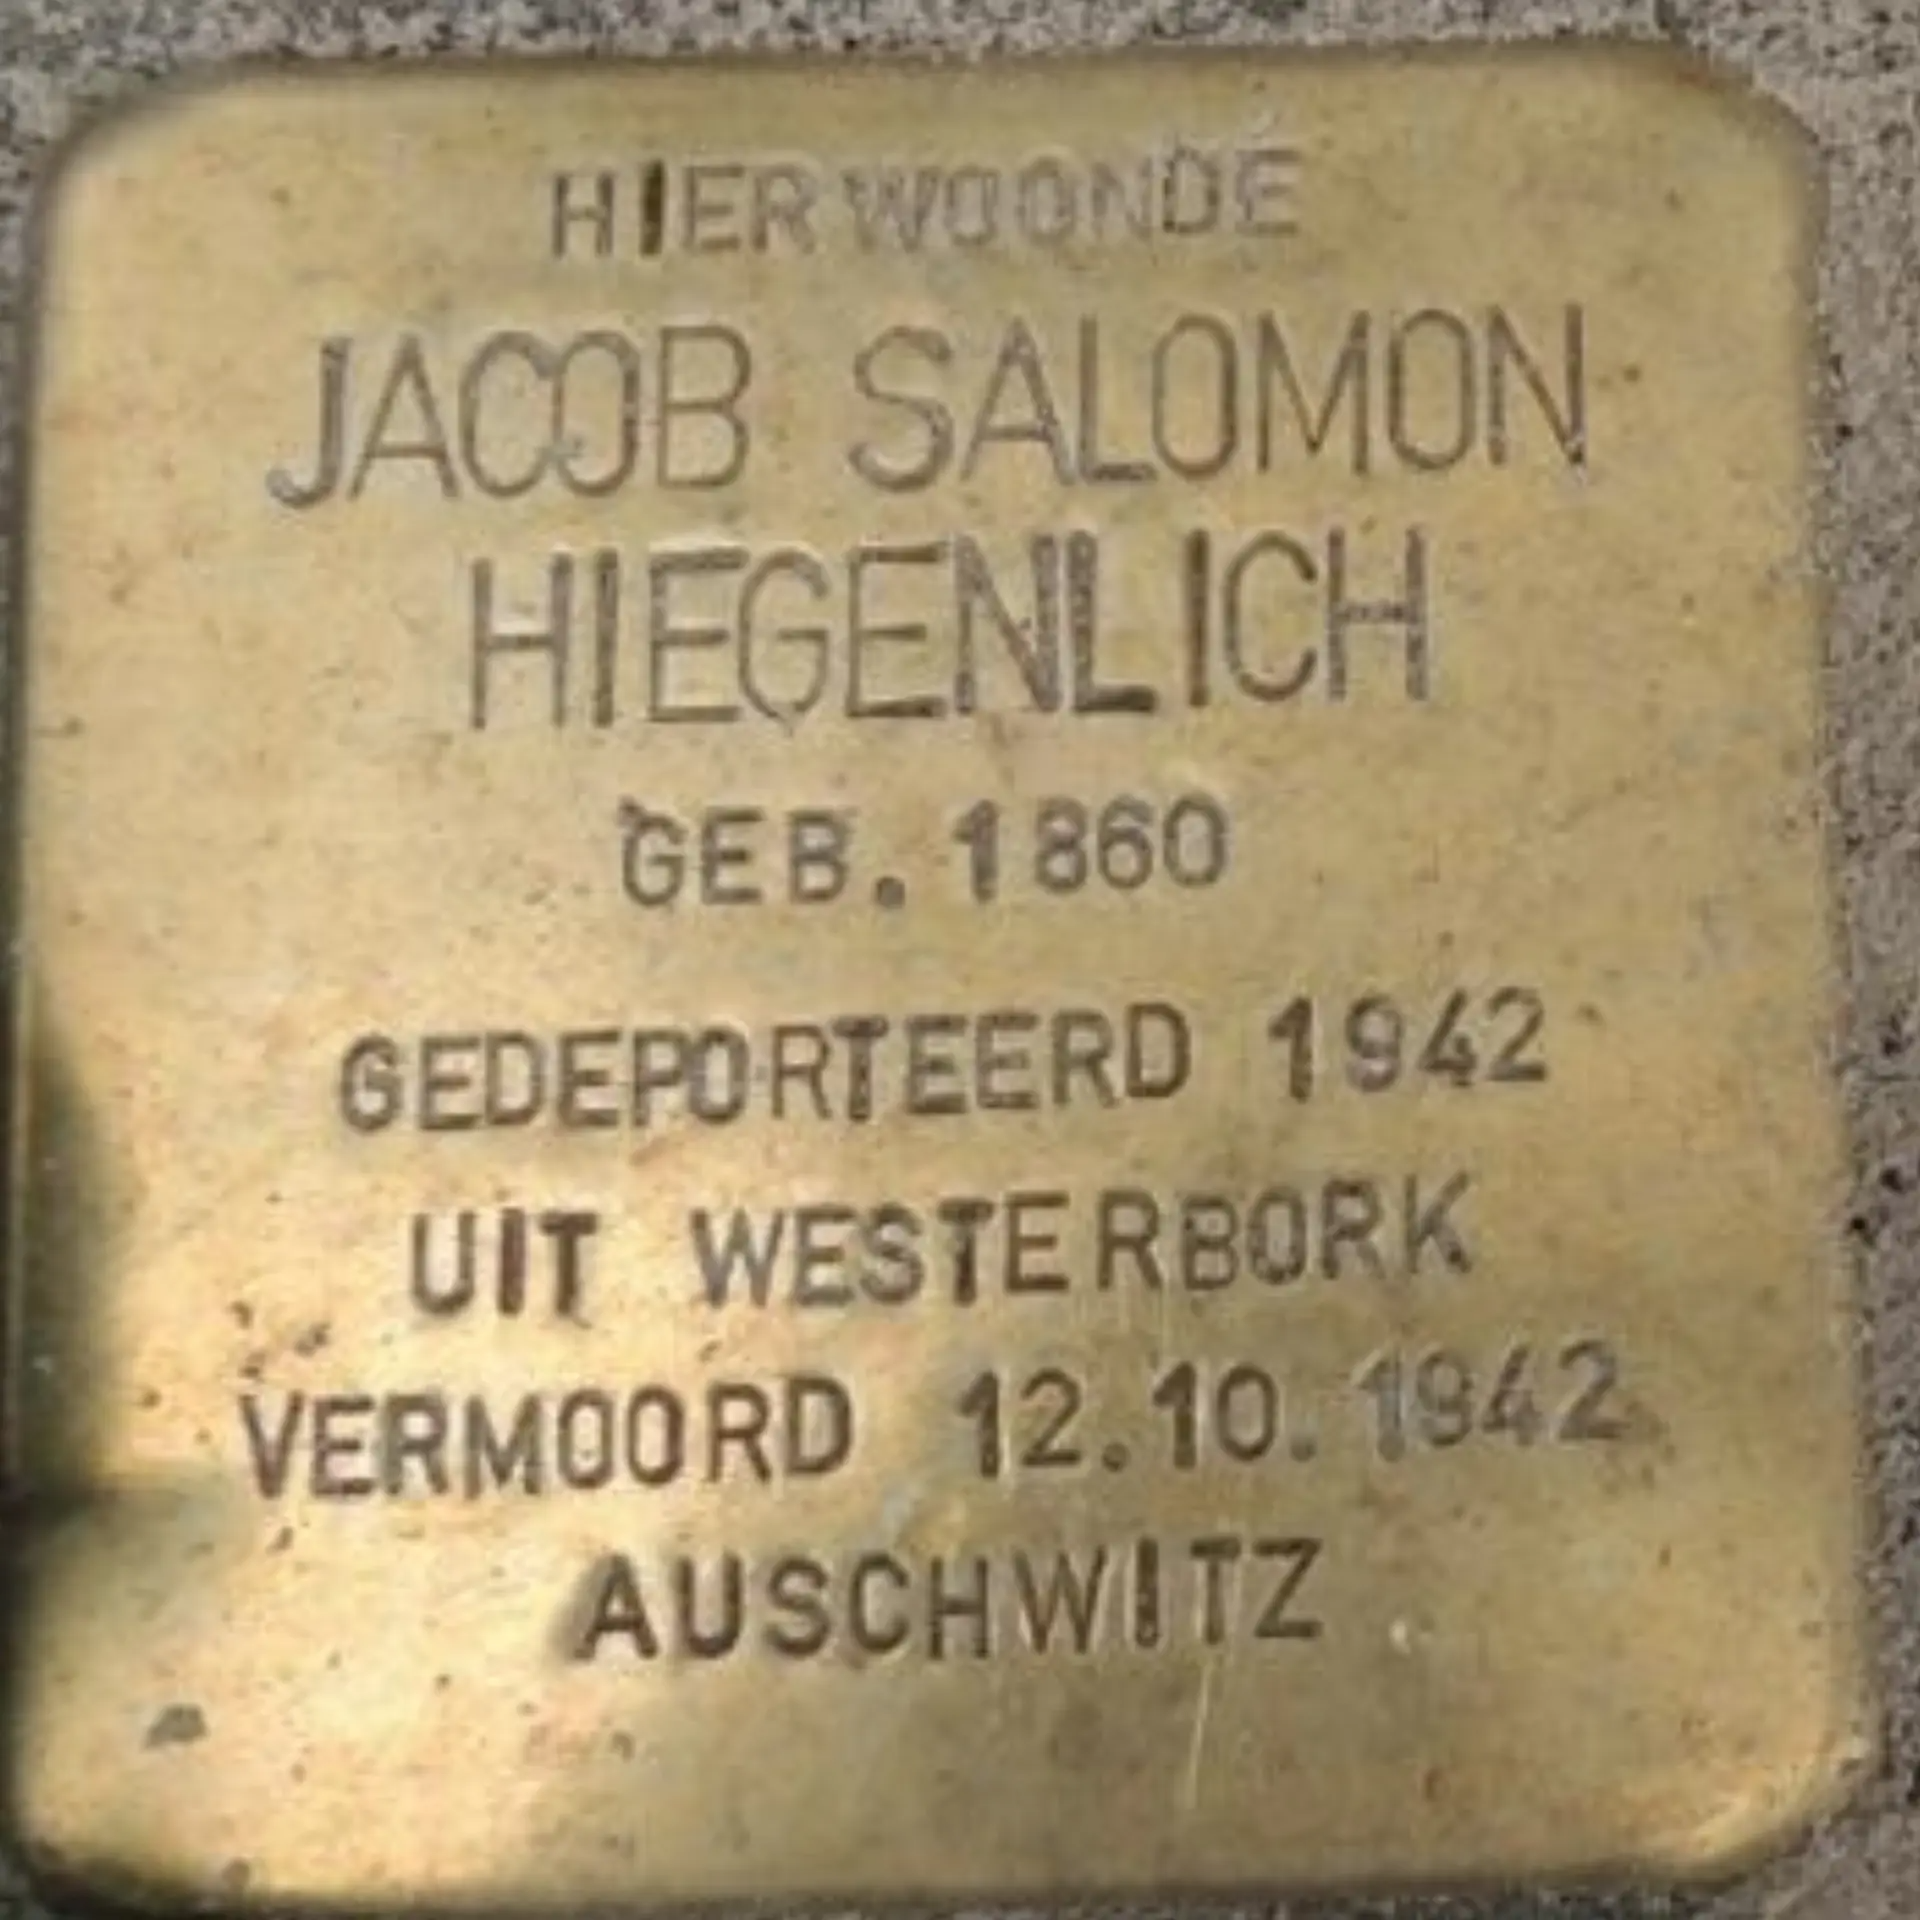 HIER WOONDE
JACOB SALOMON
HIEGENLICH
GEB. 1860
GEDEPORTEERD 1942
UIT WESTERBORK
VERMOORD 12.10.1942
AUSCHWITZ